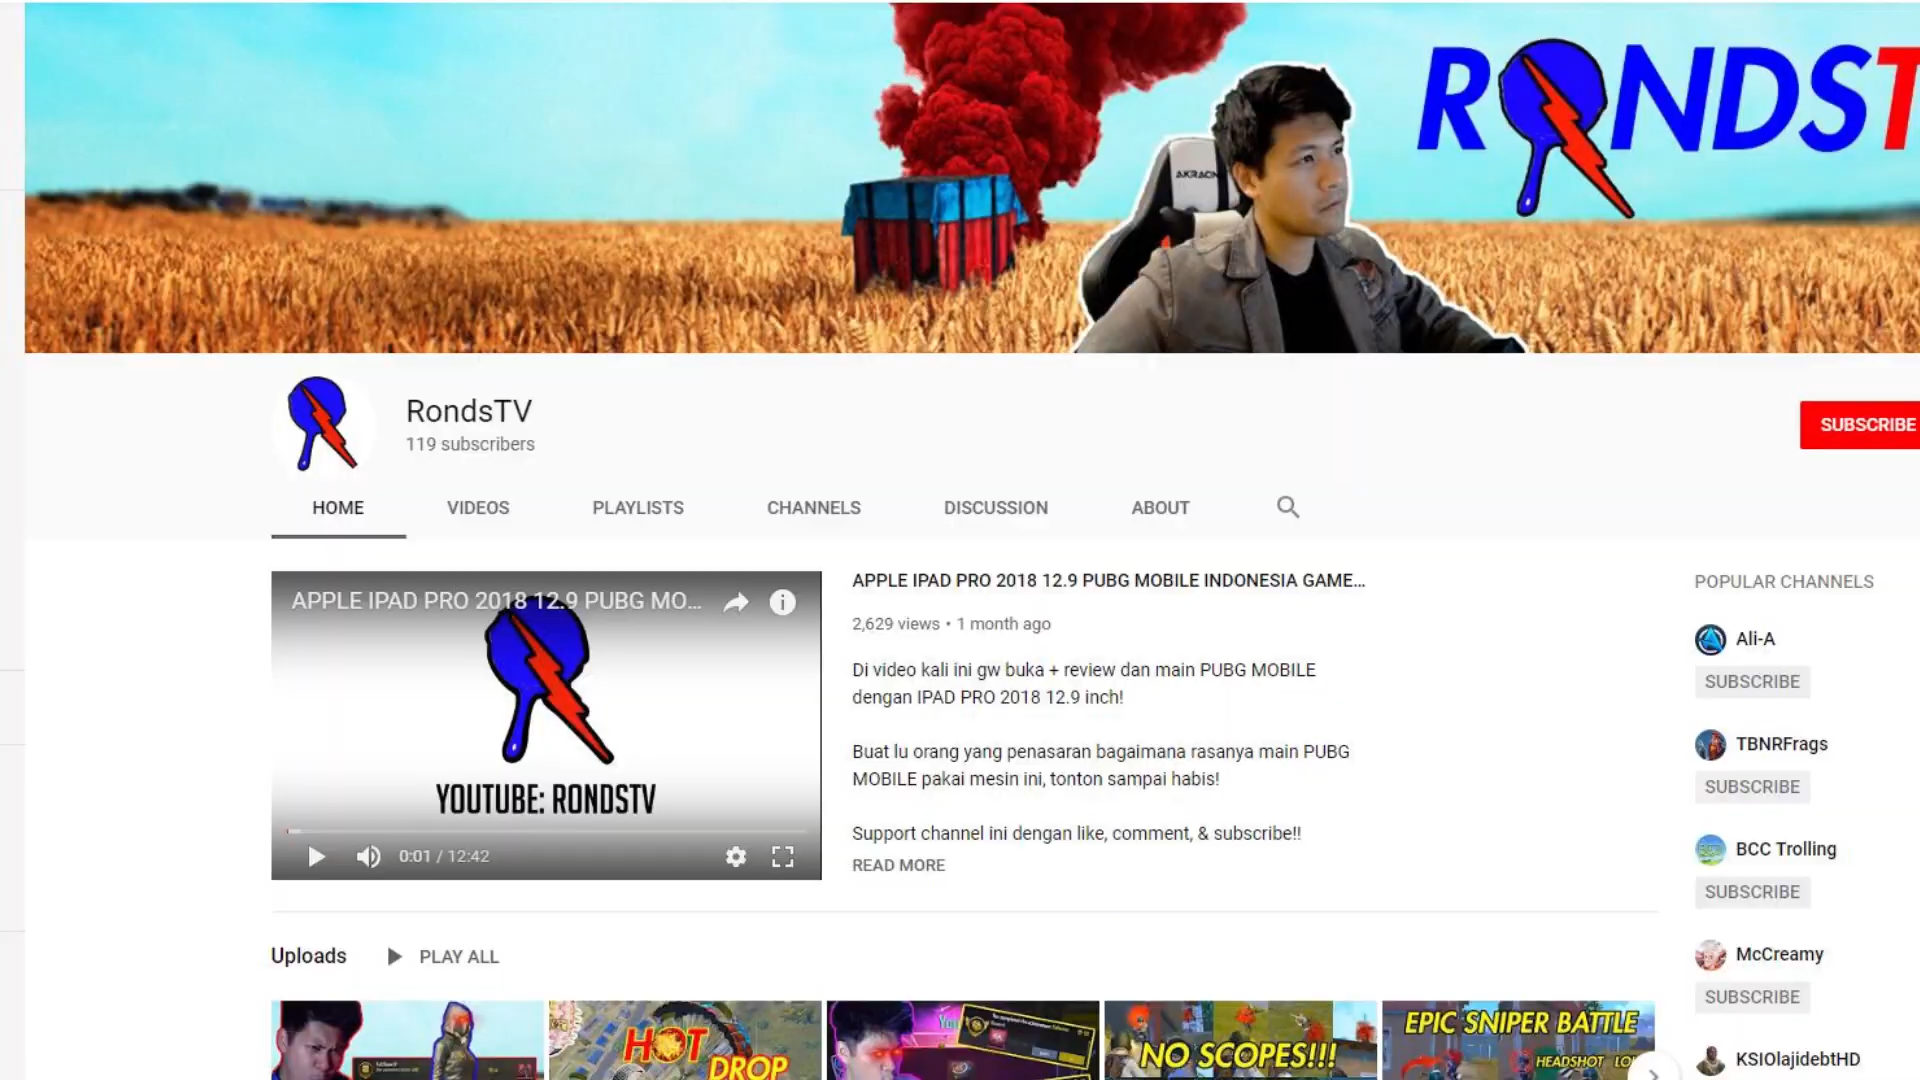 RONDST
AKRACIN
RondsTV
119 subscribers
SUBSCRIBE
HOME
VIDEOS
PLAYLISTS
CHANNELS
DISCUSSION
ABOUT
APPLE IPAD PRO 2018 12.9 PUBG MO...
YOUTUBE: RONDSTV
0:01 / 12:42
APPLE IPAD PRO 2018 12.9 PUBG MOBILE INDONESIA GAME...
2,629 views • 1 month ago
Di video kali ini gw buka + review dan main PUBG MOBILE
dengan IPAD PRO 2018 12.9 inch!
Buat lu orang yang penasaran bagaimana rasanya main PUBG
MOBILE pakai mesin ini, tonton sampai habis!
Support channel ini dengan like, comment, & subscribe!!
READ MORE
POPULAR CHANNELS
Ali-A
SUBSCRIBE
TBNRFrags
SUBSCRIBE
BCC Trolling
SUBSCRIBE
McCreamy
SUBSCRIBE
KSIOlajidebtHD
Uploads
PLAY ALL
HOT
DROP
You
NO SCOPES!!!
EPIC SNIPER BATTLE
HEADSHOT